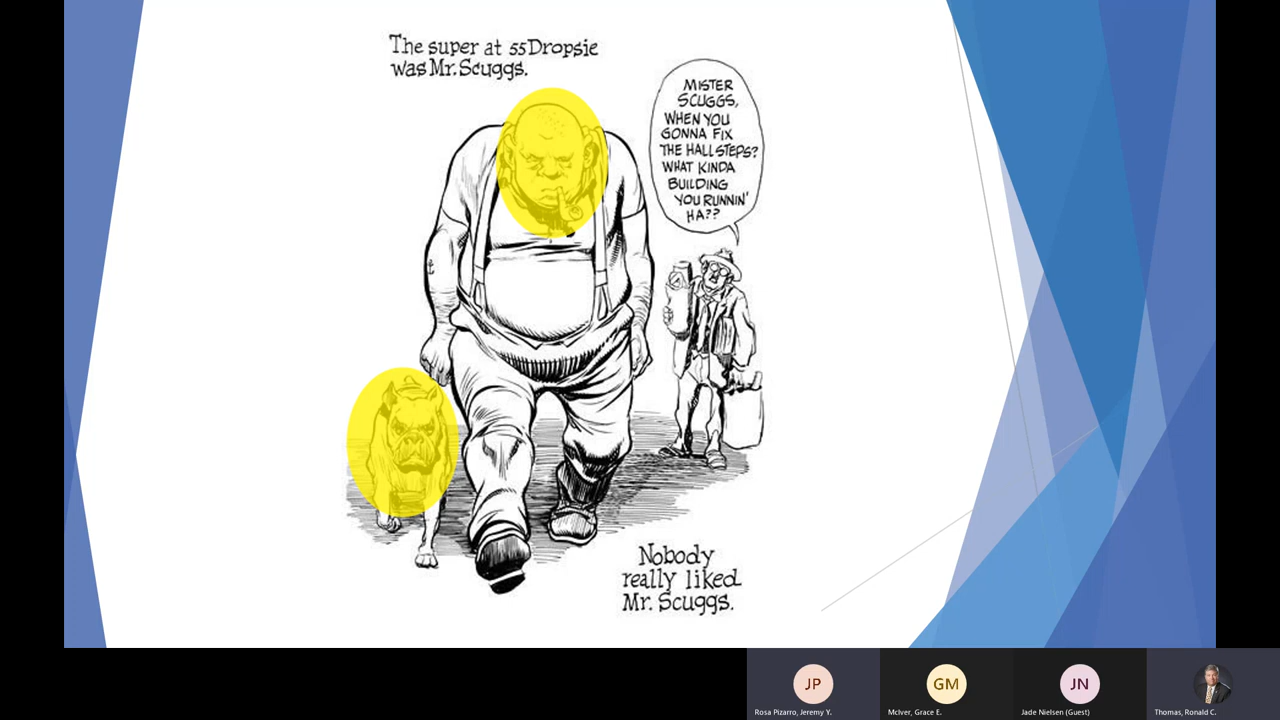 The super at 55 Dropsie
was Mr. Scuggs.
MISTER
SCUGGS,
WHEN YOU
GONNA FIX
THE HALL STEPS?
WHAT KINDA
BUILDING
YOU RUNNIN'
HA??
Nobody
really liked
Mr. Scuggs.
JP
GM
JN
Rosa Pizarro, Jeremy Y.
McIver, Grace E.
Jade Nielsen (Guest)
Thomas, Ronald C.